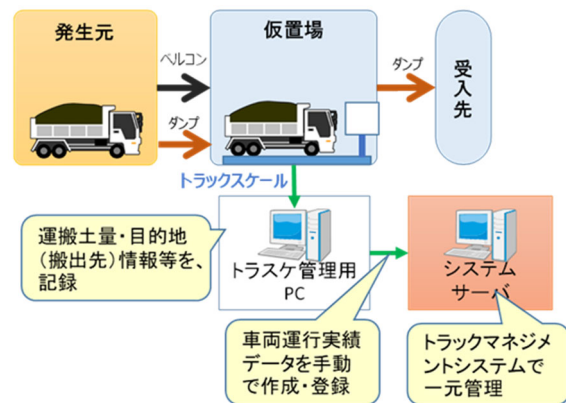 発生元
ベルコン
ダンプ
仮置場
ダンプ
受入先
トラックスケール
運搬土量・目的地
（搬出先）情報等を、
記録
トラスケ管理用
PC
システム
サーバ
車両運行実績
データを手動
で作成・登録
トラックマネジメ
ントシステムで
一元管理